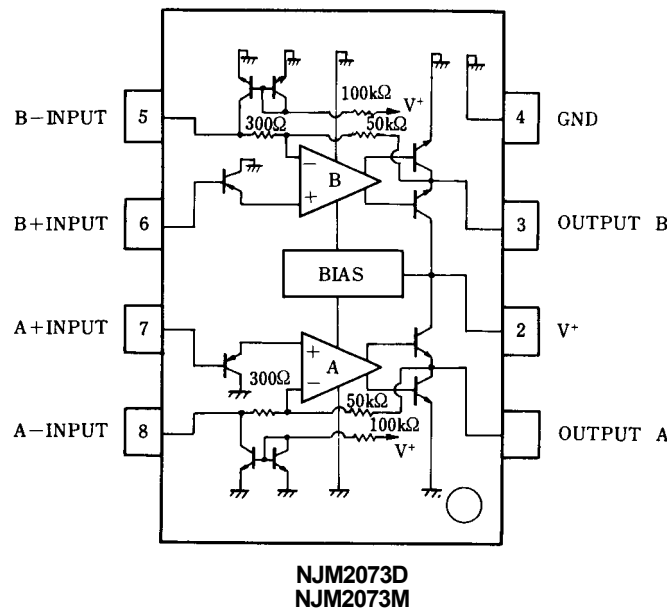 B−INPUT 5
100kΩ V⁺
300Ω 50kΩ
4 GND
−
B
+
B+INPUT 6
3 OUTPUT B
BIAS
A+INPUT 7
2 V⁺
+
A
−
300Ω
50kΩ
A−INPUT 8
100kΩ
V⁺
OUTPUT A
NJM2073D
NJM2073M